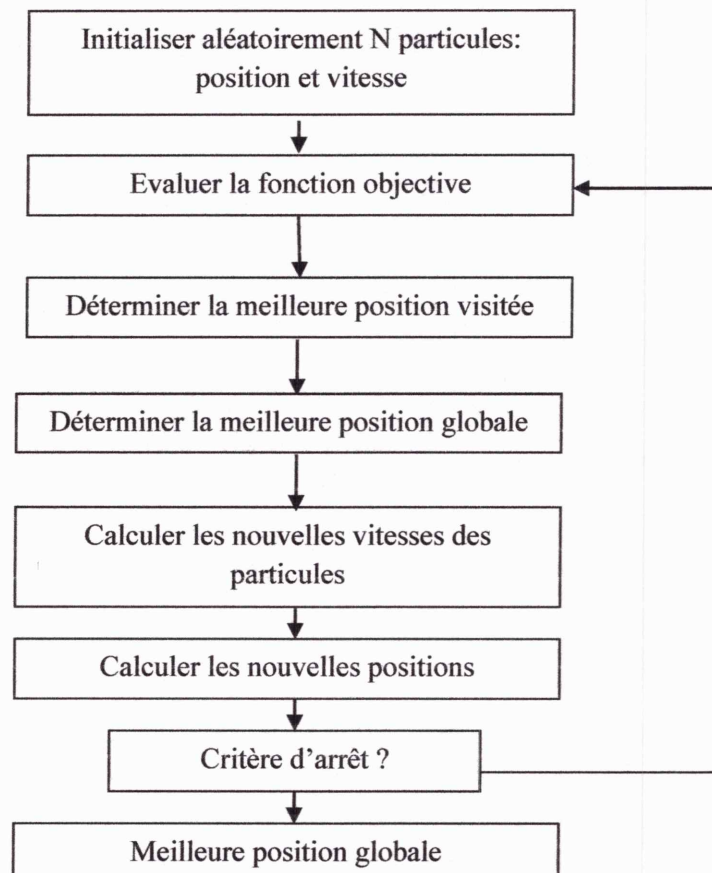 Initialiser aléatoirement N particules:
position et vitesse
Evaluer la fonction objective
Déterminer la meilleure position visitée
Déterminer la meilleure position globale
Calculer les nouvelles vitesses des
particules
Calculer les nouvelles positions
Critère d'arrêt ?
Meilleure position globale